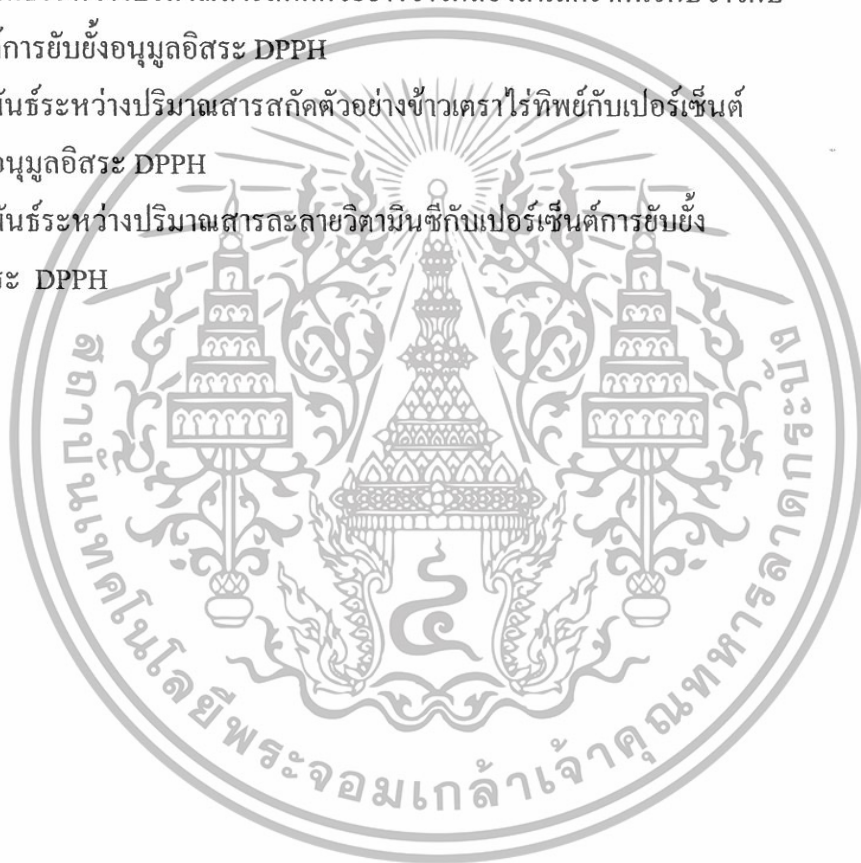 ์การยับยั้งอนุมูลอิสระ DPPH
พันธ์ระหว่างปริมาณสารสกัดตัวอย่างข้าวเตราไร่ทิพย์กับเปอร์เซ็นต์
อนุมูลอิสระ DPPH
พันธ์ระหว่างปริมาณสารละลายวิตามินซีกับเปอร์เซ็นต์การยับยั้ง
ระ DPPH
สถาบันเทคโนโลยีพระจอมเกล้าเจ้าคุณทหารลาดกระบัง